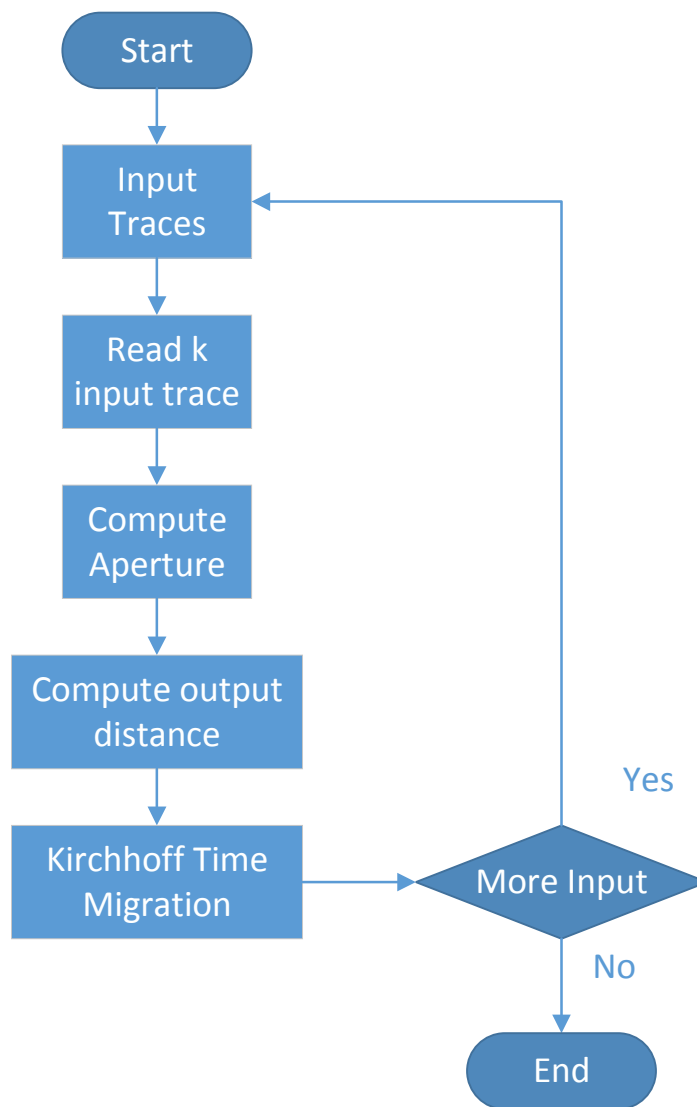 Start
Input
Traces
Read k
input trace
Compute
Aperture
Compute output
distance
Kirchhoff Time
Migration
More Input
Yes
No
End